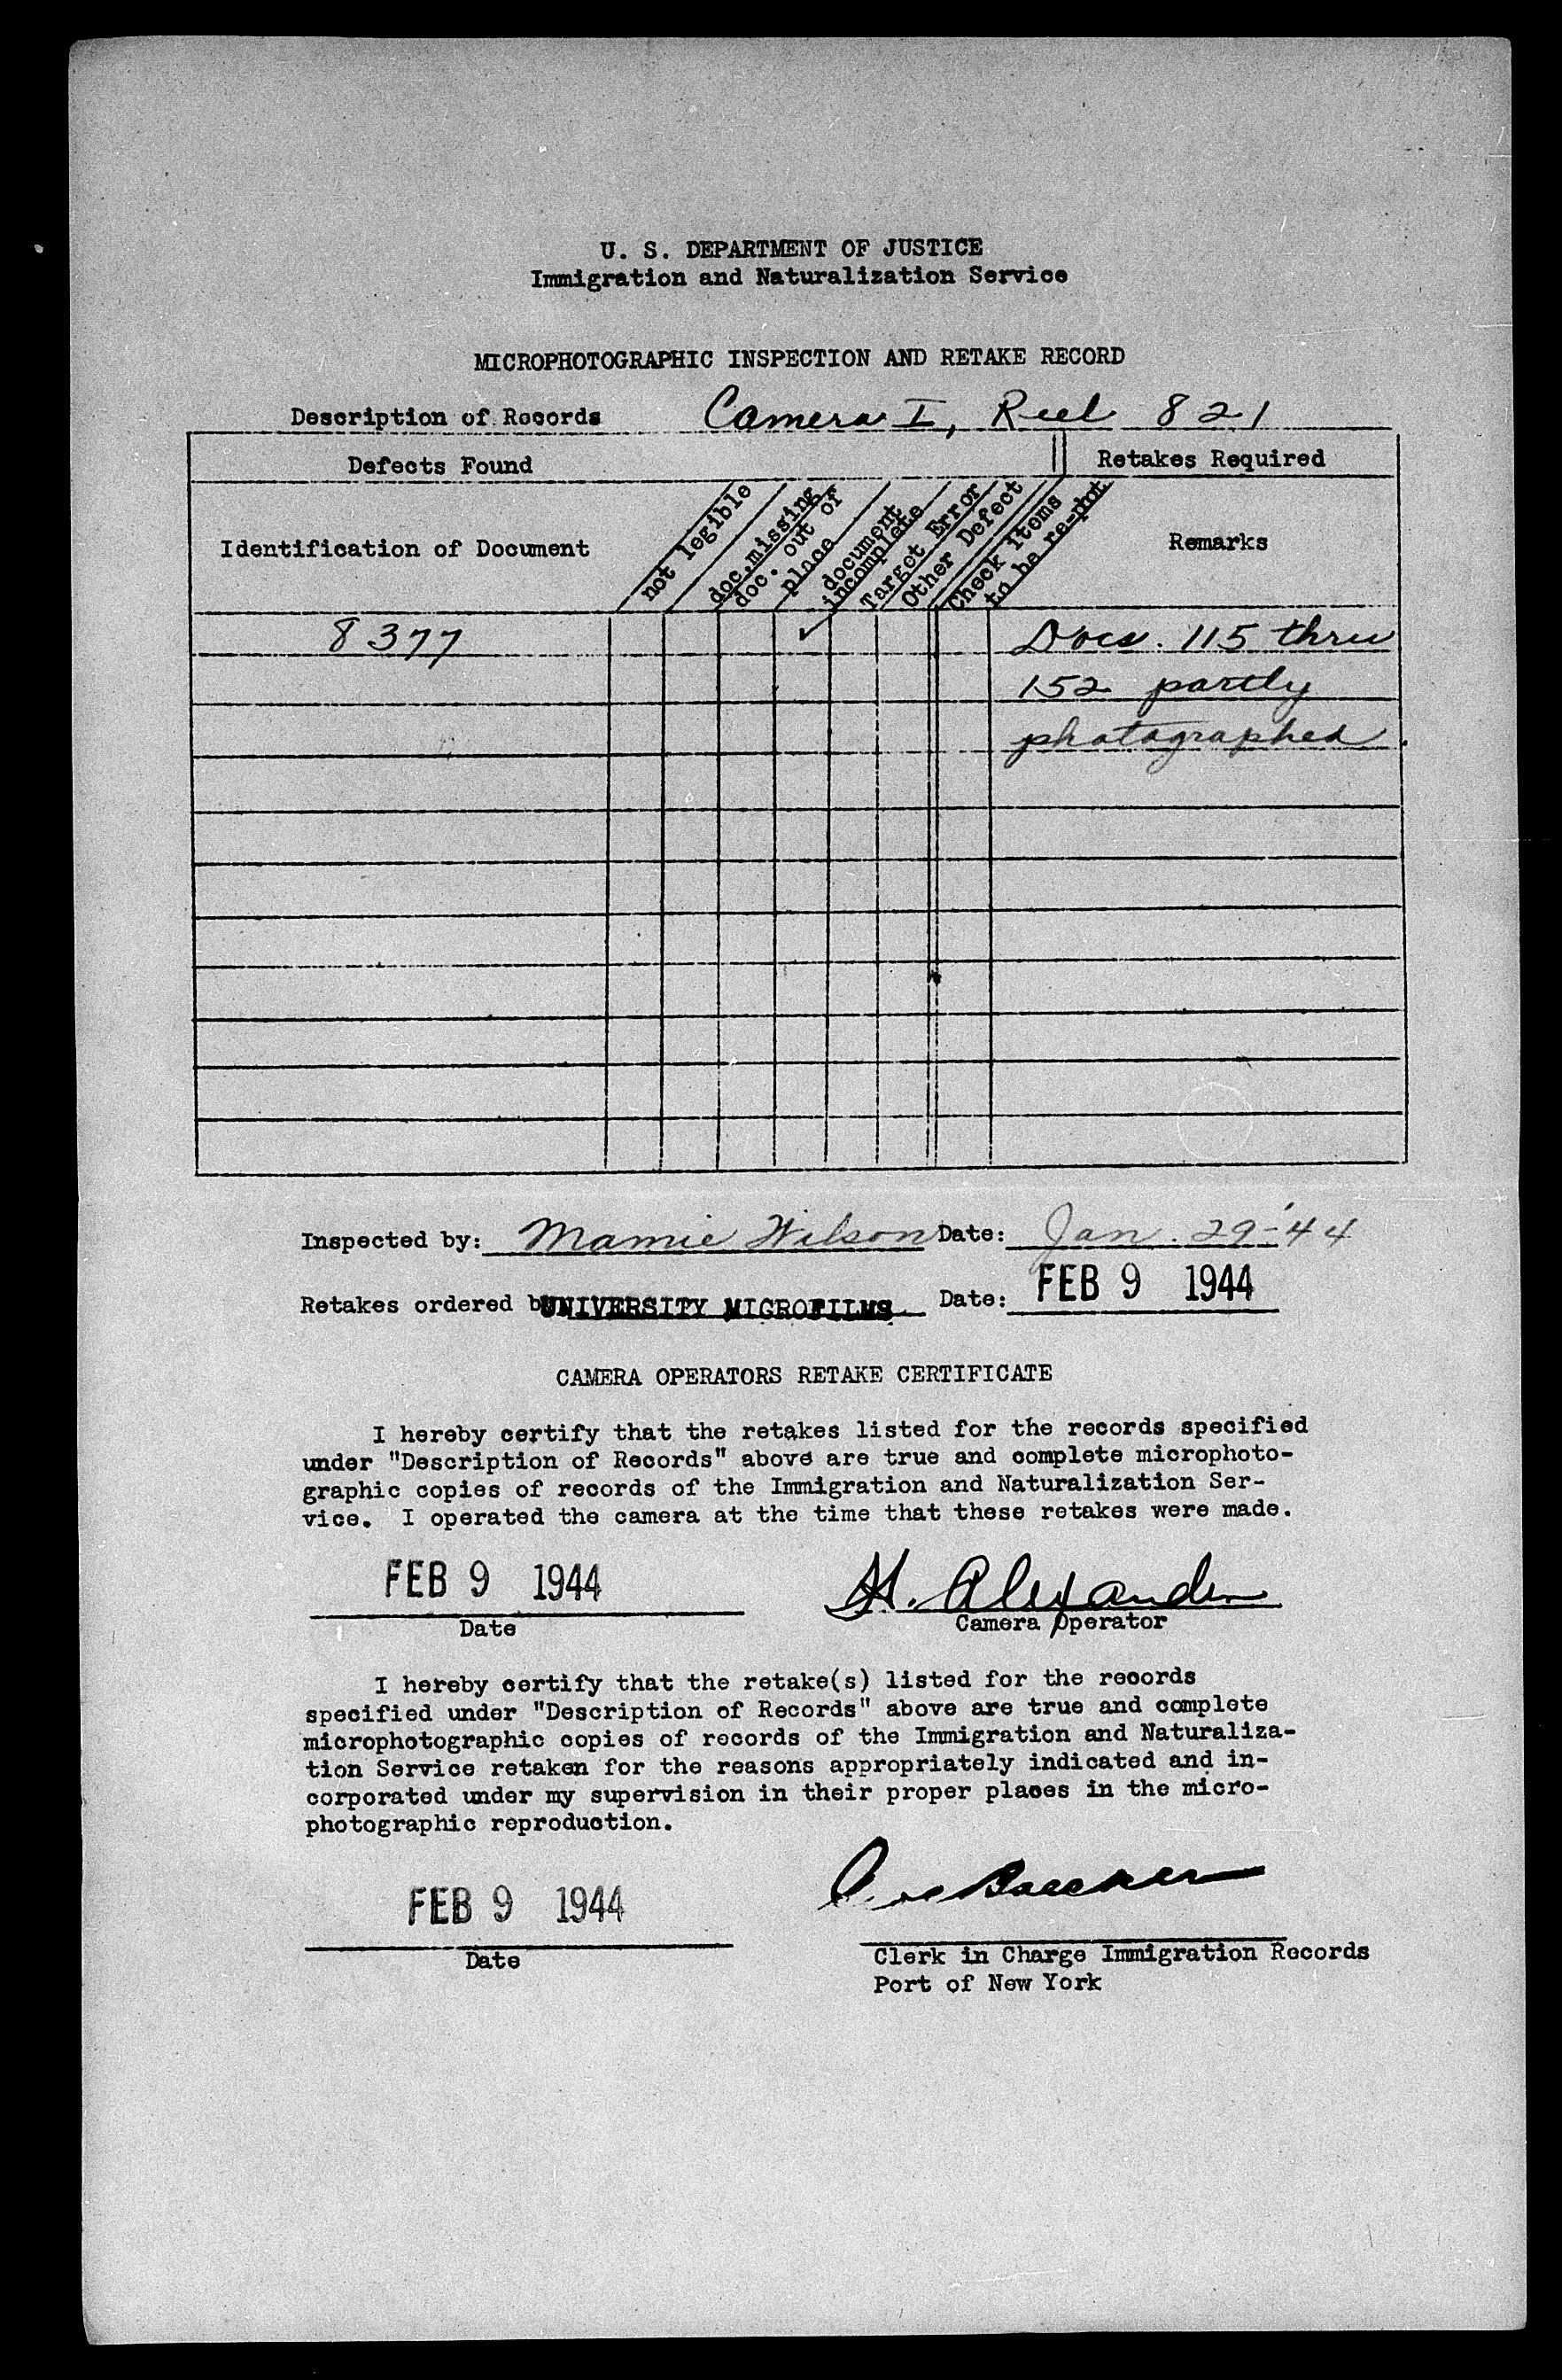 U. S. DEPARTMENT OF JUSTICE
Immigration and Naturalization Service
MICROPHOTOGRAPHIC INSPECTION AND RETAKE RECORD
Description of Records Camera I, Reel 821
Defects Found
Retakes Required
Identification of Document
not legible
doc.missing
doc. out of
place
document
incomplete
Target Error
Other Defect
Check Items
to be re-phot
Remarks
8377 ✓ Docs. 115 thru
152 partly
photographed.
Inspected by: Mamie Wilson Date: Jan. 29-'44
Retakes ordered by UNIVERSITY MICROFILMS Date: FEB 9 1944
CAMERA OPERATORS RETAKE CERTIFICATE
I hereby certify that the retakes listed for the records specified
under "Description of Records" above are true and complete microphoto-
graphic copies of records of the Immigration and Naturalization Ser-
vice. I operated the camera at the time that these retakes were made.
FEB 9 1944 H. Alexander
Date Camera Operator
I hereby certify that the retake(s) listed for the records
specified under "Description of Records" above are true and complete
microphotographic copies of records of the Immigration and Naturaliza-
tion Service retaken for the reasons appropriately indicated and in-
corporated under my supervision in their proper places in the micro-
photographic reproduction.
FEB 9 1944
Date
Clerk in Charge Immigration Records
Port of New York